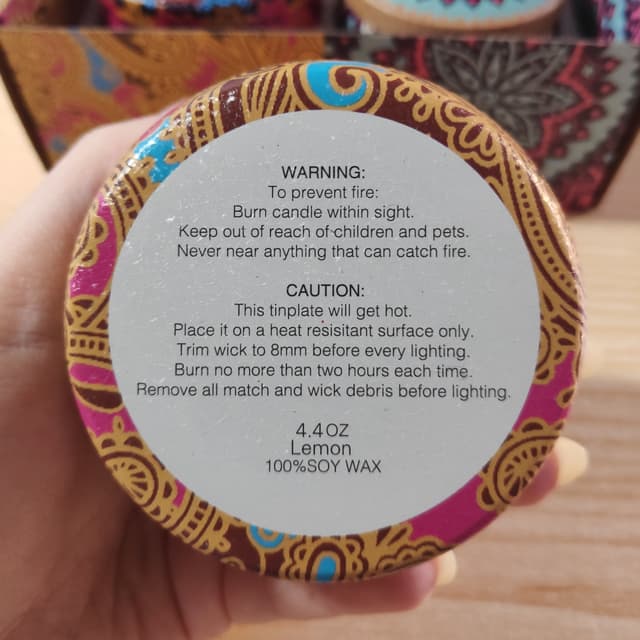 WARNING:
To prevent fire:
Burn candle within sight.
Keep out of reach of children and pets.
Never near anything that can catch fire.
CAUTION:
This tinplate will get hot.
Place it on a heat resisitant surface only.
Trim wick to 8mm before every lighting.
Burn no more than two hours each time.
Remove all match and wick debris before lighting.
4.4OZ
Lemon
100%SOY WAX